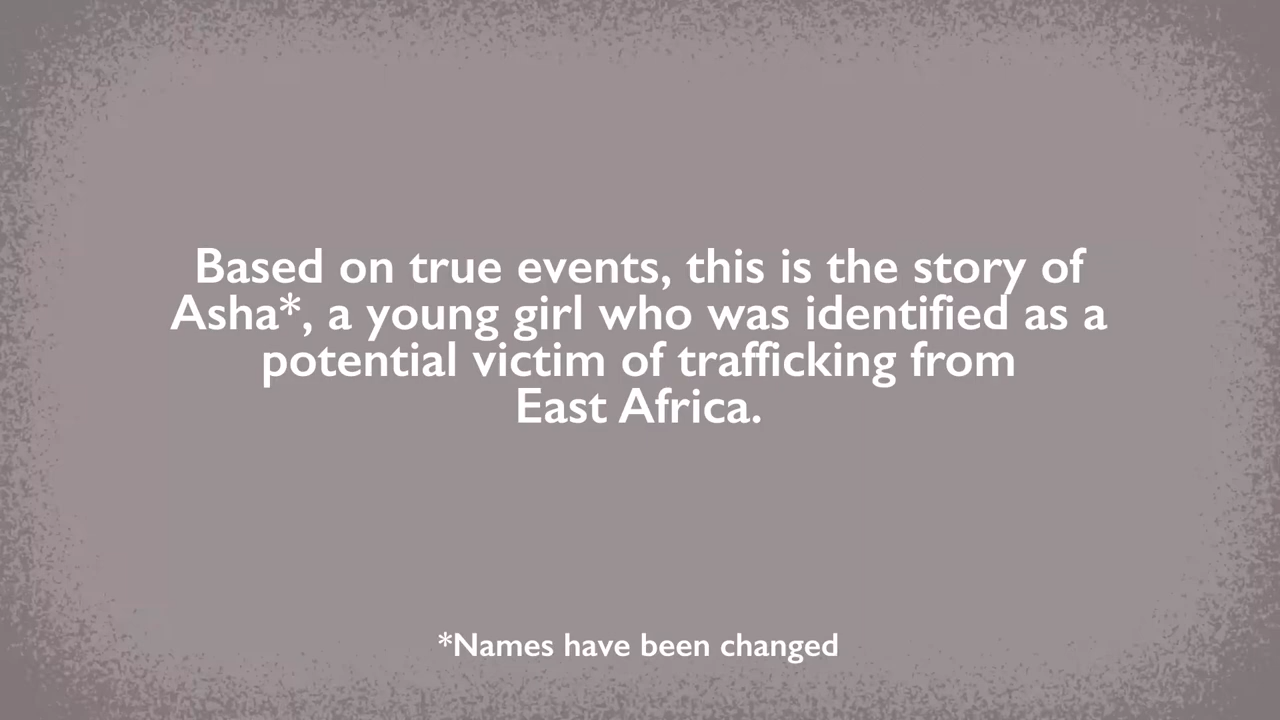 Based on true events, this is the story of
Asha*, a young girl who was identified as a
potential victim of trafficking from
East Africa.
*Names have been changed